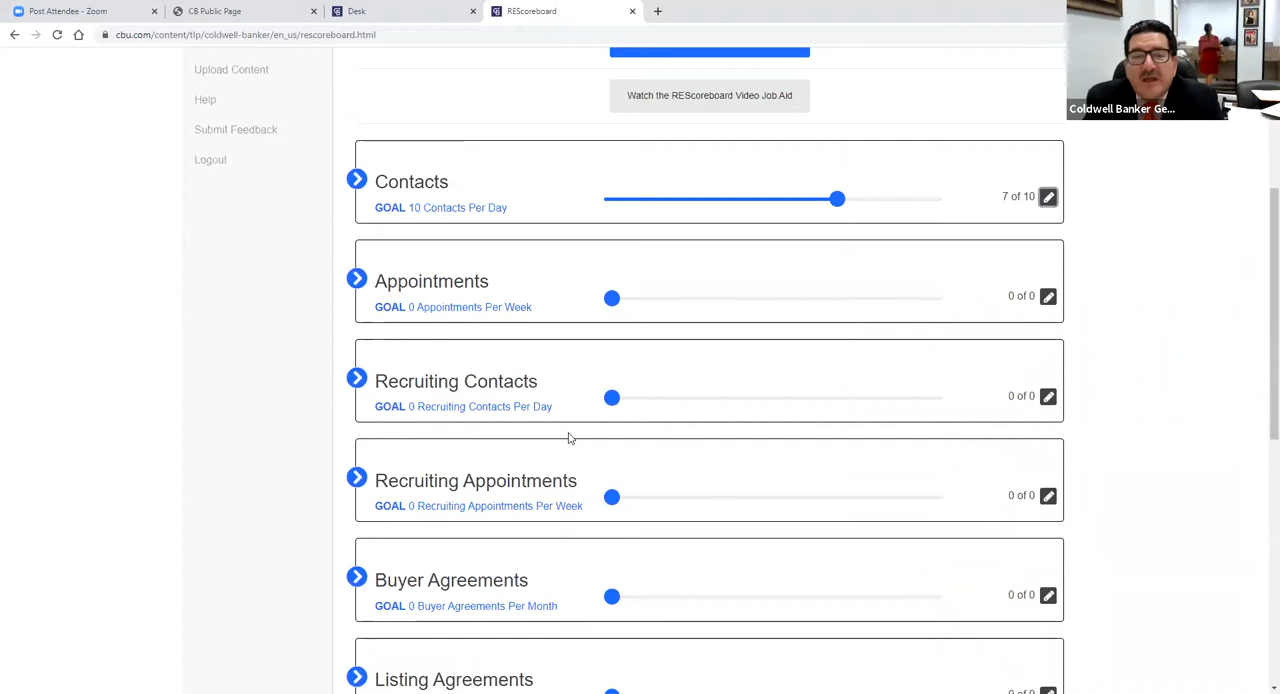 Post Attendee - Zoom
CB Public Page
Desk
REScoreboard
cbu.com/content/tlp/coldwell-banker/en_us/rescoreboard.html
Coldwell Banker Ge...
Upload Content
Help
Submit Feedback
Logout
Watch the REScoreboard Video Job Aid
Contacts
GOAL 10 Contacts Per Day
7 of 10
Appointments
GOAL 0 Appointments Per Week
0 of 0
Recruiting Contacts
GOAL 0 Recruiting Contacts Per Day
0 of 0
Recruiting Appointments
GOAL 0 Recruiting Appointments Per Week
0 of 0
Buyer Agreements
GOAL 0 Buyer Agreements Per Month
0 of 0
Listing Agreements